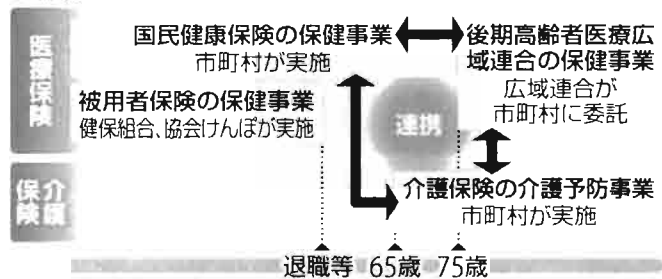 医療保険
国民健康保険の保健事業
市町村が実施
後期高齢者医療広
域連合の保健事業
広域連合が
市町村に委託
被用者保険の保健事業
健保組合、協会けんぽが実施
連携
介護
保険
介護保険の介護予防事業
市町村が実施
退職等 65歳 75歳